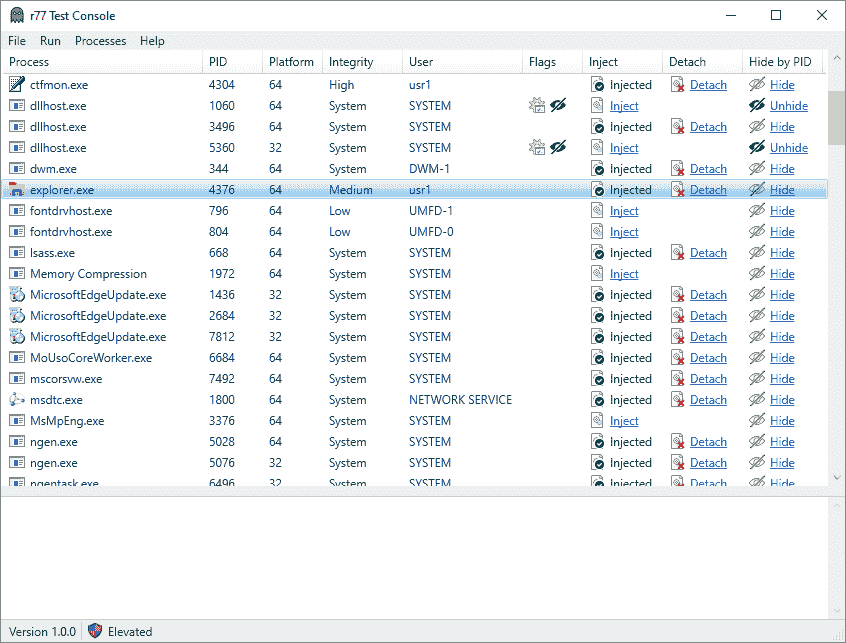 r77 Test Console
File Run Processes Help
Process PID Platform Integrity User Flags Inject Detach Hide by PID
ctfmon.exe 4304 64 High usr1 Injected Detach Hide
dllhost.exe 1060 64 System SYSTEM Inject Unhide
dllhost.exe 3496 64 System SYSTEM Injected Detach Hide
dllhost.exe 5360 32 System SYSTEM Inject Unhide
dwm.exe 344 64 System DWM-1 Injected Detach Hide
explorer.exe 4376 64 Medium usr1 Injected Detach Hide
fontdrvhost.exe 796 64 Low UMFD-1 Inject Hide
fontdrvhost.exe 804 64 Low UMFD-0 Inject Hide
lsass.exe 668 64 System SYSTEM Injected Detach Hide
Memory Compression 1972 64 System SYSTEM Inject Hide
MicrosoftEdgeUpdate.exe 1436 32 System SYSTEM Injected Detach Hide
MicrosoftEdgeUpdate.exe 2684 32 System SYSTEM Injected Detach Hide
MicrosoftEdgeUpdate.exe 7812 32 System SYSTEM Injected Detach Hide
MoUsoCoreWorker.exe 6684 64 System SYSTEM Injected Detach Hide
mscorsvw.exe 7492 64 System SYSTEM Injected Detach Hide
msdtc.exe 1800 64 System NETWORK SERVICE Injected Detach Hide
MsMpEng.exe 3376 64 System SYSTEM Inject Hide
ngen.exe 5028 64 System SYSTEM Injected Detach Hide
ngen.exe 5076 32 System SYSTEM Injected Detach Hide
ngentask.exe 6496 32 System SYSTEM Injected Detach Hide
Version 1.0.0 Elevated